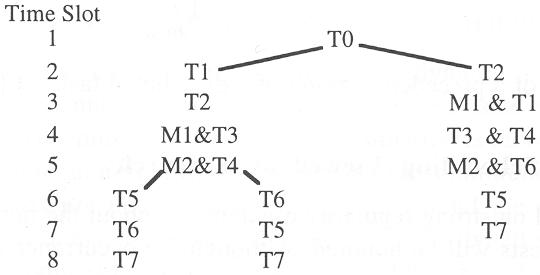 Time Slot
1 T0
2 T1 T2
3 T2 M1 & T1
4 M1&T3 T3 & T4
5 M2&T4 M2 & T6
6 T5 T6 T5
7 T6 T5 T7
8 T7 T7